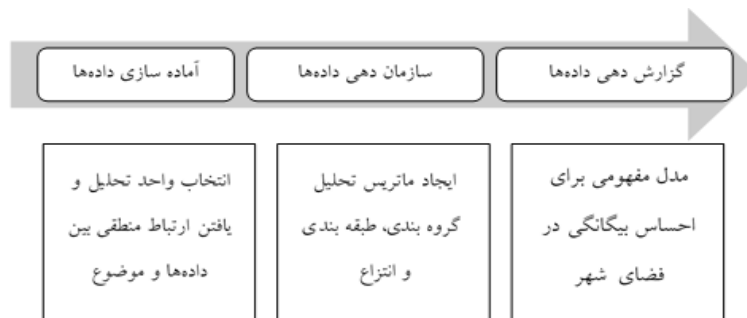 آماده سازی داده‌ها
سازمان دهی داده‌ها
گزارش دهی داده‌ها
انتخاب واحد تحلیل و
یافتن ارتباط منطقی بین
داده‌ها و موضوع
ایجاد ماتریس تحلیل
گروه بندی، طبقه بندی
و انتزاع
مدل مفهومی برای
احساس بیگانگی در
فضای شهر